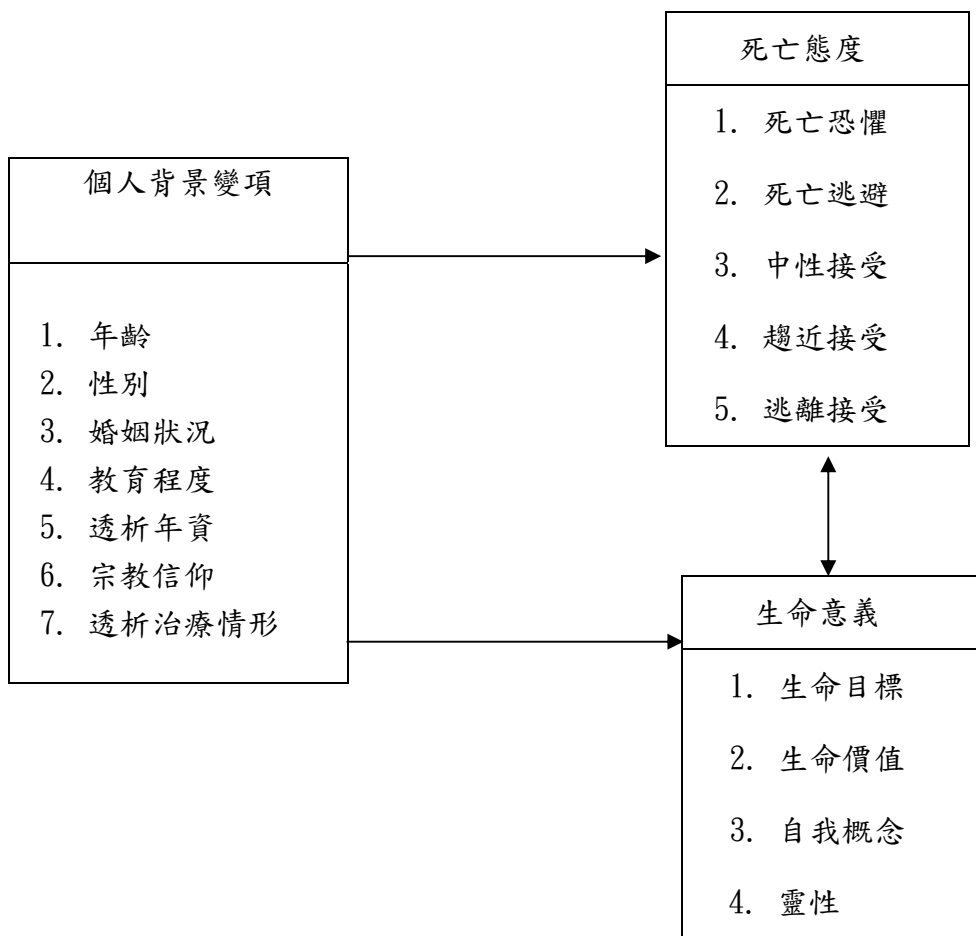 個人背景變項
1. 年齡
2. 性別
3. 婚姻狀況
4. 教育程度
5. 透析年資
6. 宗教信仰
7. 透析治療情形
死亡態度
1. 死亡恐懼
2. 死亡逃避
3. 中性接受
4. 趨近接受
5. 逃離接受
生命意義
1. 生命目標
2. 生命價值
3. 自我概念
4. 靈性